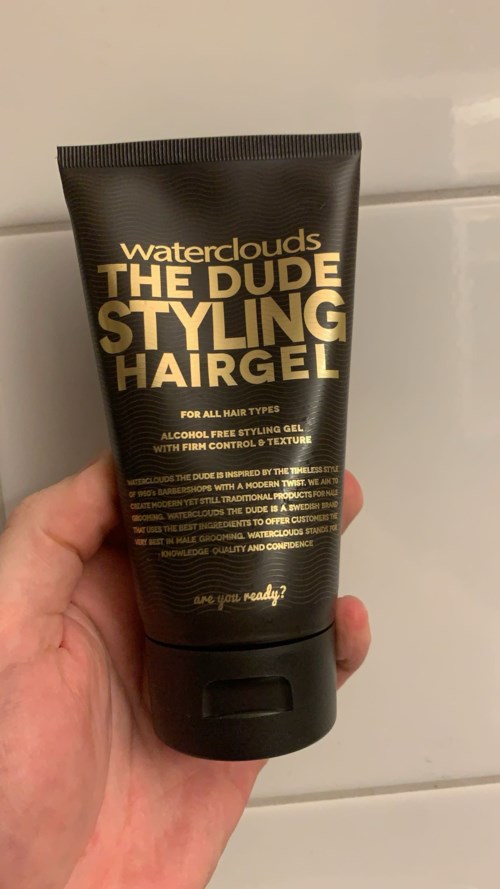 waterclouds
THE DUDE
STYLING
HAIRGEL
FOR ALL HAIR TYPES
ALCOHOL FREE STYLING GEL
WITH FIRM CONTROL & TEXTURE
WATERCLOUDS THE DUDE IS INSPIRED BY THE TIMELESS STYLE
OF 1950'S BARBERSHOPS WITH A MODERN TWIST. WE AIM TO
CREATE MODERN YET STILL TRADITIONAL PRODUCTS FOR MALE
GROOMING. WATERCLOUDS THE DUDE IS A SWEDISH BRAND
THAT USES THE BEST INGREDIENTS TO OFFER CUSTOMERS THE
VERY BEST IN MALE GROOMING. WATERCLOUDS STANDS FOR
KNOWLEDGE QUALITY AND CONFIDENCE
are you ready?